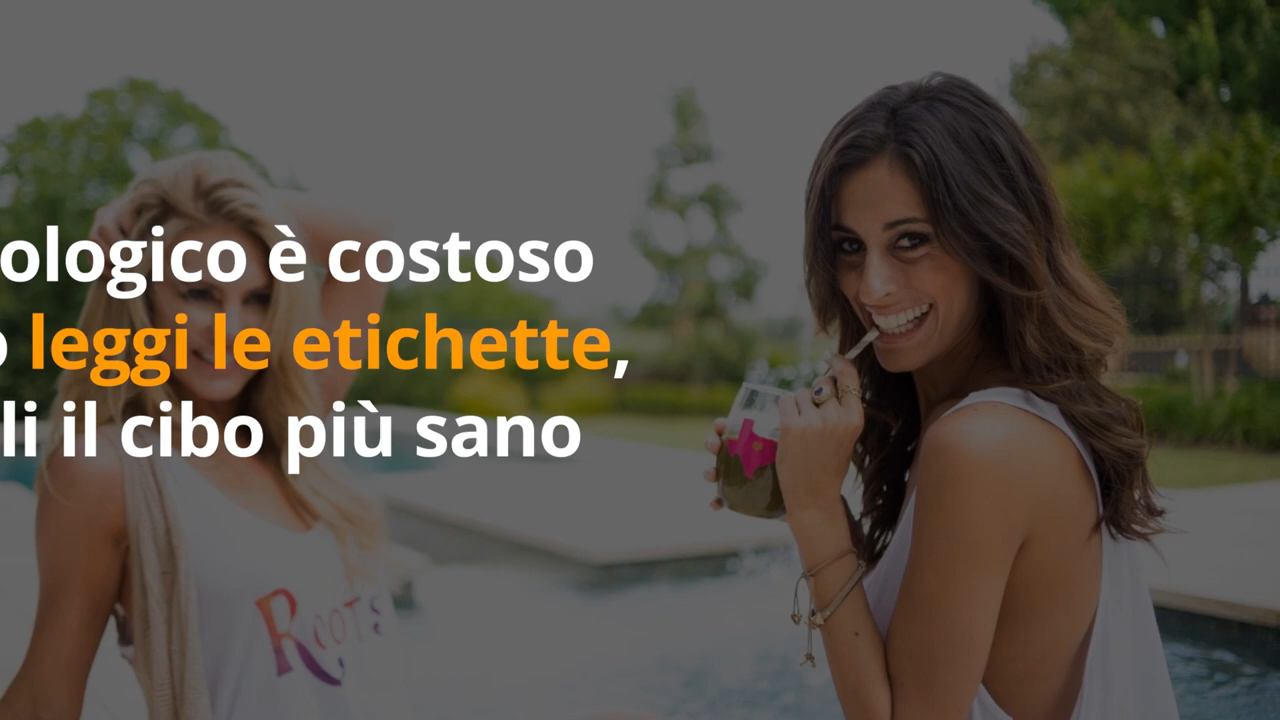 ologico è costoso
o leggi le etichette,
li il cibo più sano
Roots